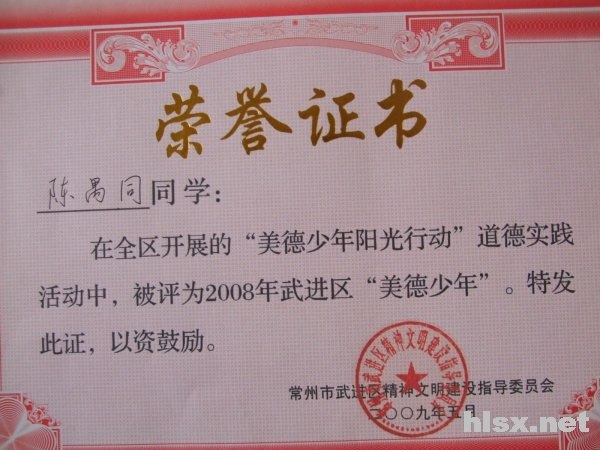 荣誉证书
陈禺同同学：
在全区开展的“美德少年阳光行动”道德实践
活动中，被评为2008年武进区“美德少年”。特发
此证，以资鼓励。
常州市武进区精神文明建设指导委员会
二〇〇九年五月
hlsx.net